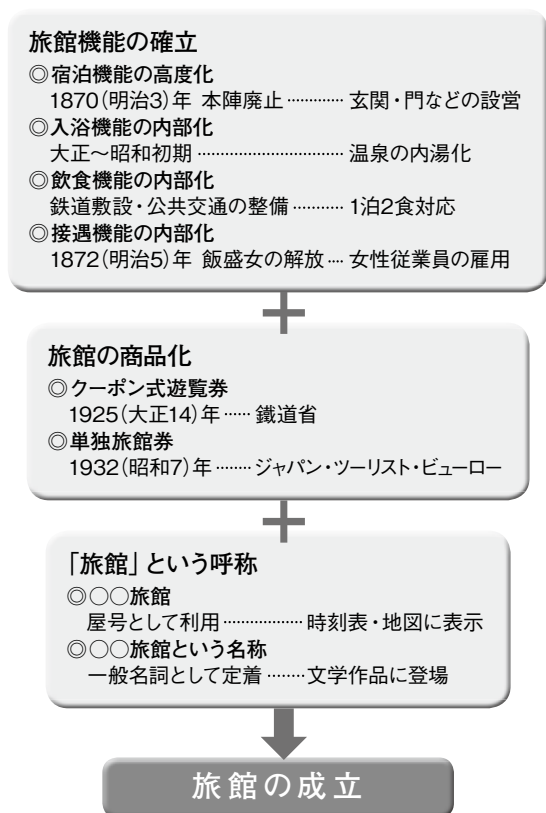 旅館機能の確立
◎宿泊機能の高度化
1870(明治3)年 本陣廃止 ············ 玄関・門などの設営
◎入浴機能の内部化
大正～昭和初期 ································ 温泉の内湯化
◎飲食機能の内部化
鉄道敷設・公共交通の整備 ··········· 1泊2食対応
◎接遇機能の内部化
1872(明治5)年 飯盛女の解放 ···· 女性従業員の雇用
+
旅館の商品化
◎クーポン式遊覧券
1925(大正14)年 ······ 鐵道省
◎単独旅館券
1932(昭和7)年 ········ ジャパン・ツーリスト・ビューロー
+
「旅館」という呼称
◎○○旅館
屋号として利用 ················· 時刻表・地図に表示
◎○○旅館という名称
一般名詞として定着 ········ 文学作品に登場
旅館の成立